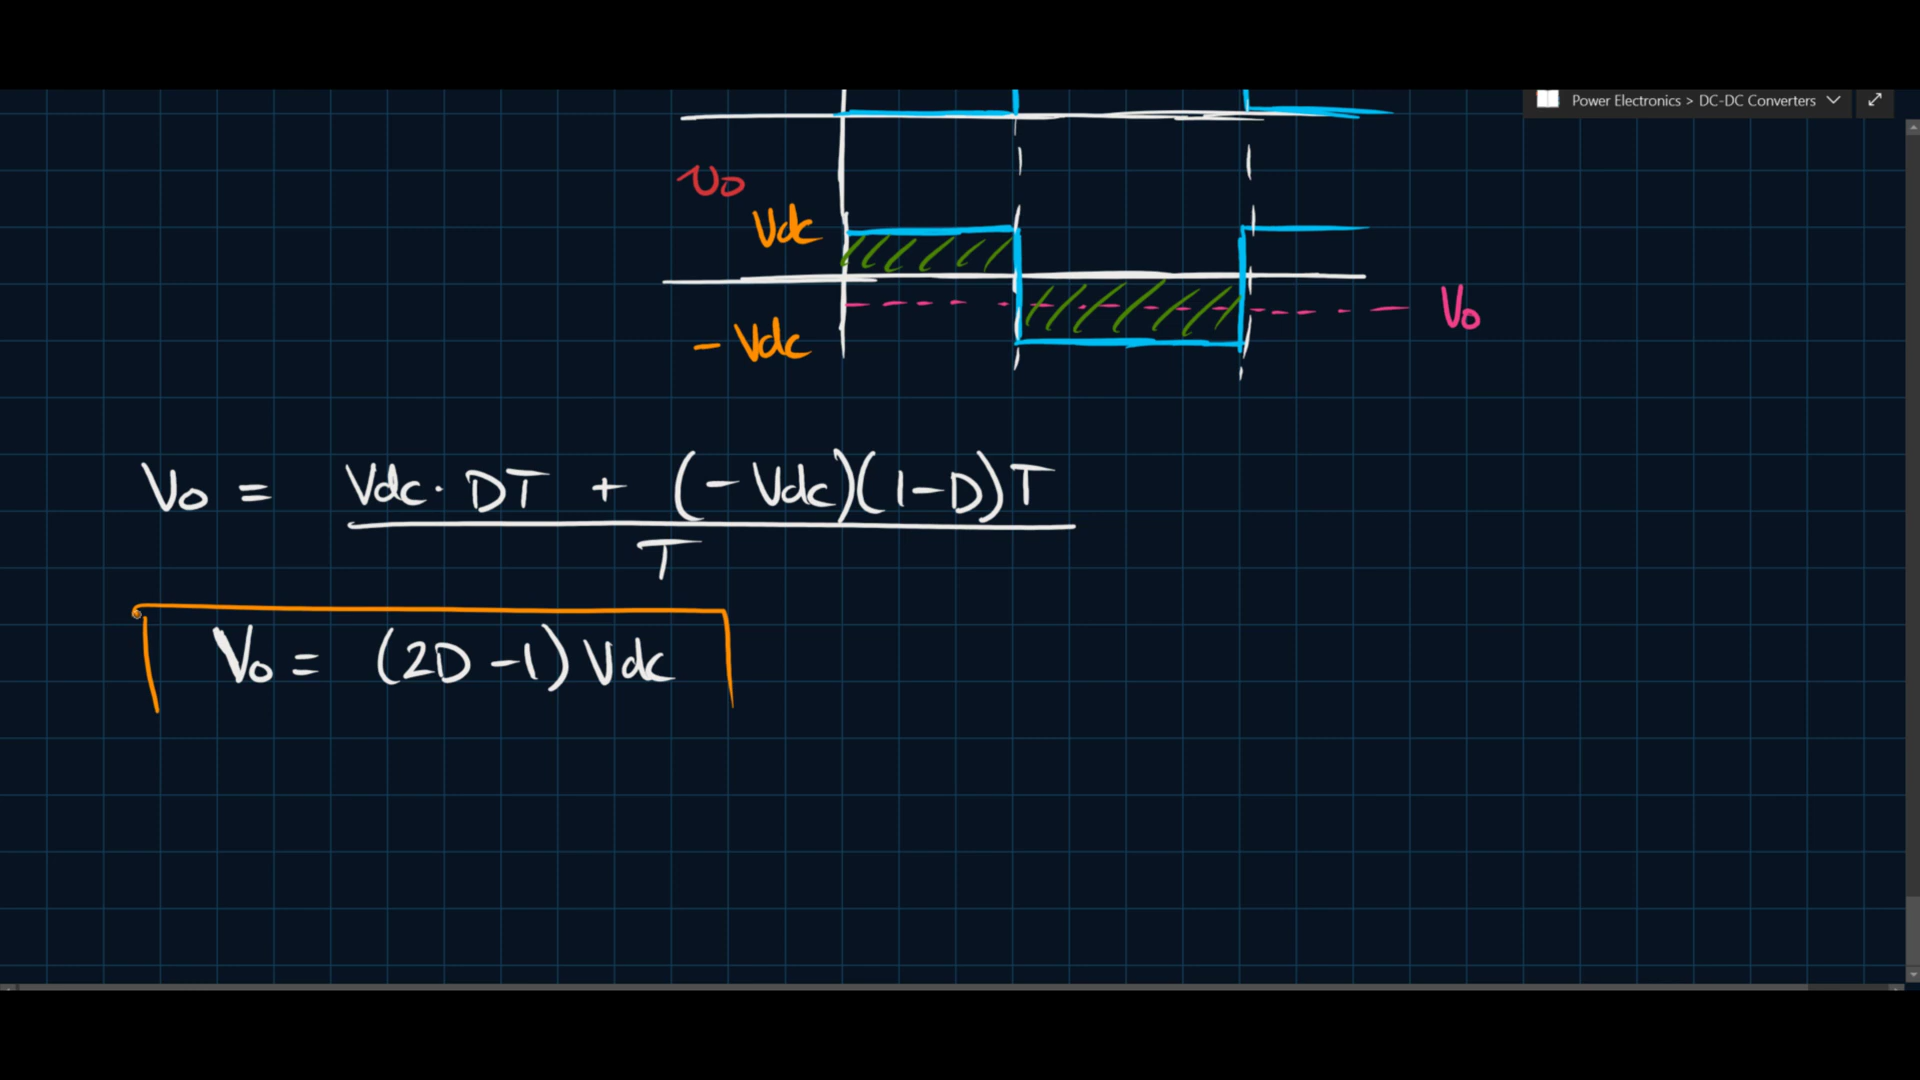 Power Electronics > DC-DC Converters
vo
Vdc
Vo
- Vdc
Vo = Vdc · DT + (-Vdc)(1-D)T
T
Vo = (2D-1) Vdc